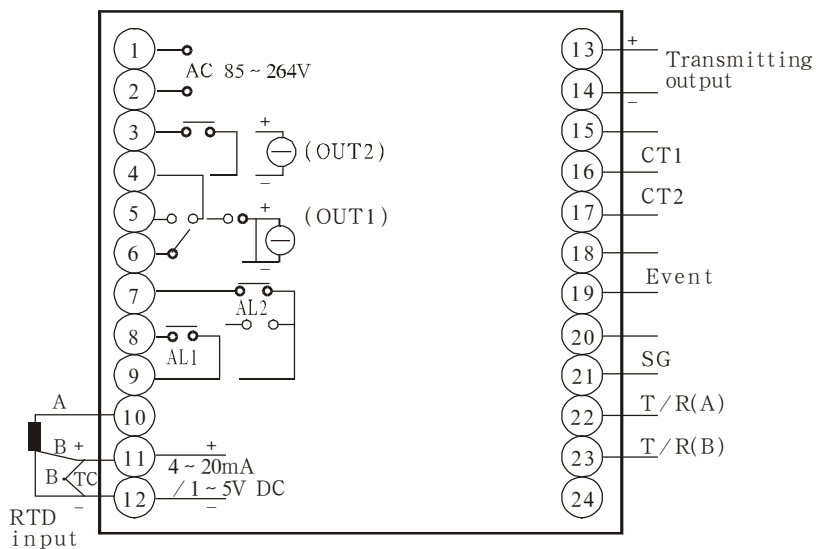 1
2
AC 85~264V
3
+
−
(OUT2)
4
5
6
+
−
(OUT1)
7
AL2
8
AL1
9
10
A
11
B +
+
4~20mA
/1~5V DC
B TC
12
−
−
RTD
input
13
+
Transmitting
output
14
−
15
16
CT1
17
CT2
18
19
Event
20
21
SG
22
T/R(A)
23
T/R(B)
24